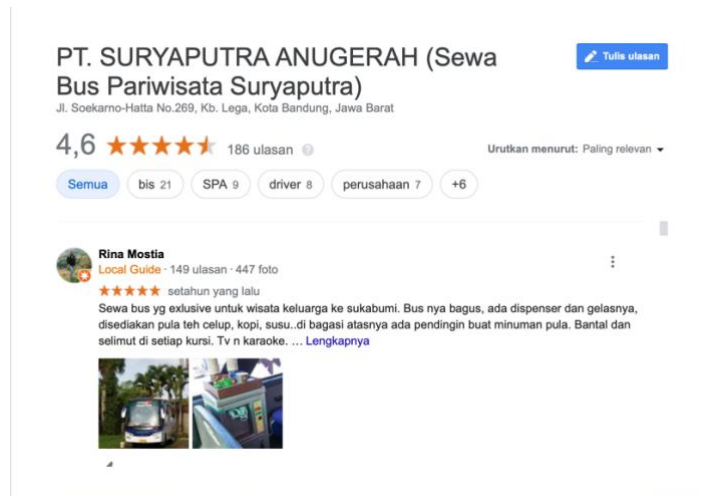 PT. SURYAPUTRA ANUGERAH (Sewa
Bus Pariwisata Suryaputra)
Tulis ulasan
Jl. Soekarno-Hatta No.269, Kb. Lega, Kota Bandung, Jawa Barat
4,6 186 ulasan
Urutkan menurut: Paling relevan
Semua bis 21 SPA 9 driver 8 perusahaan 7 +6
Rina Mostia
Local Guide · 149 ulasan · 447 foto
setahun yang lalu
Sewa bus yg exlusive untuk wisata keluarga ke sukabumi. Bus nya bagus, ada dispenser dan gelasnya,
disediakan pula teh celup, kopi, susu..di bagasi atasnya ada pendingin buat minuman pula. Bantal dan
selimut di setiap kursi. Tv n karaoke. ... Lengkapnya